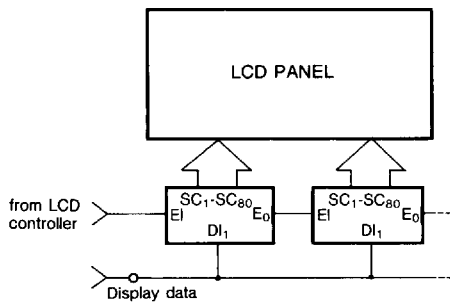 LCD PANEL
from LCD
controller
SC₁-SC₈₀
EI
E₀
DI₁
SC₁-SC₈₀
EI
E₀
DI₁
Display data